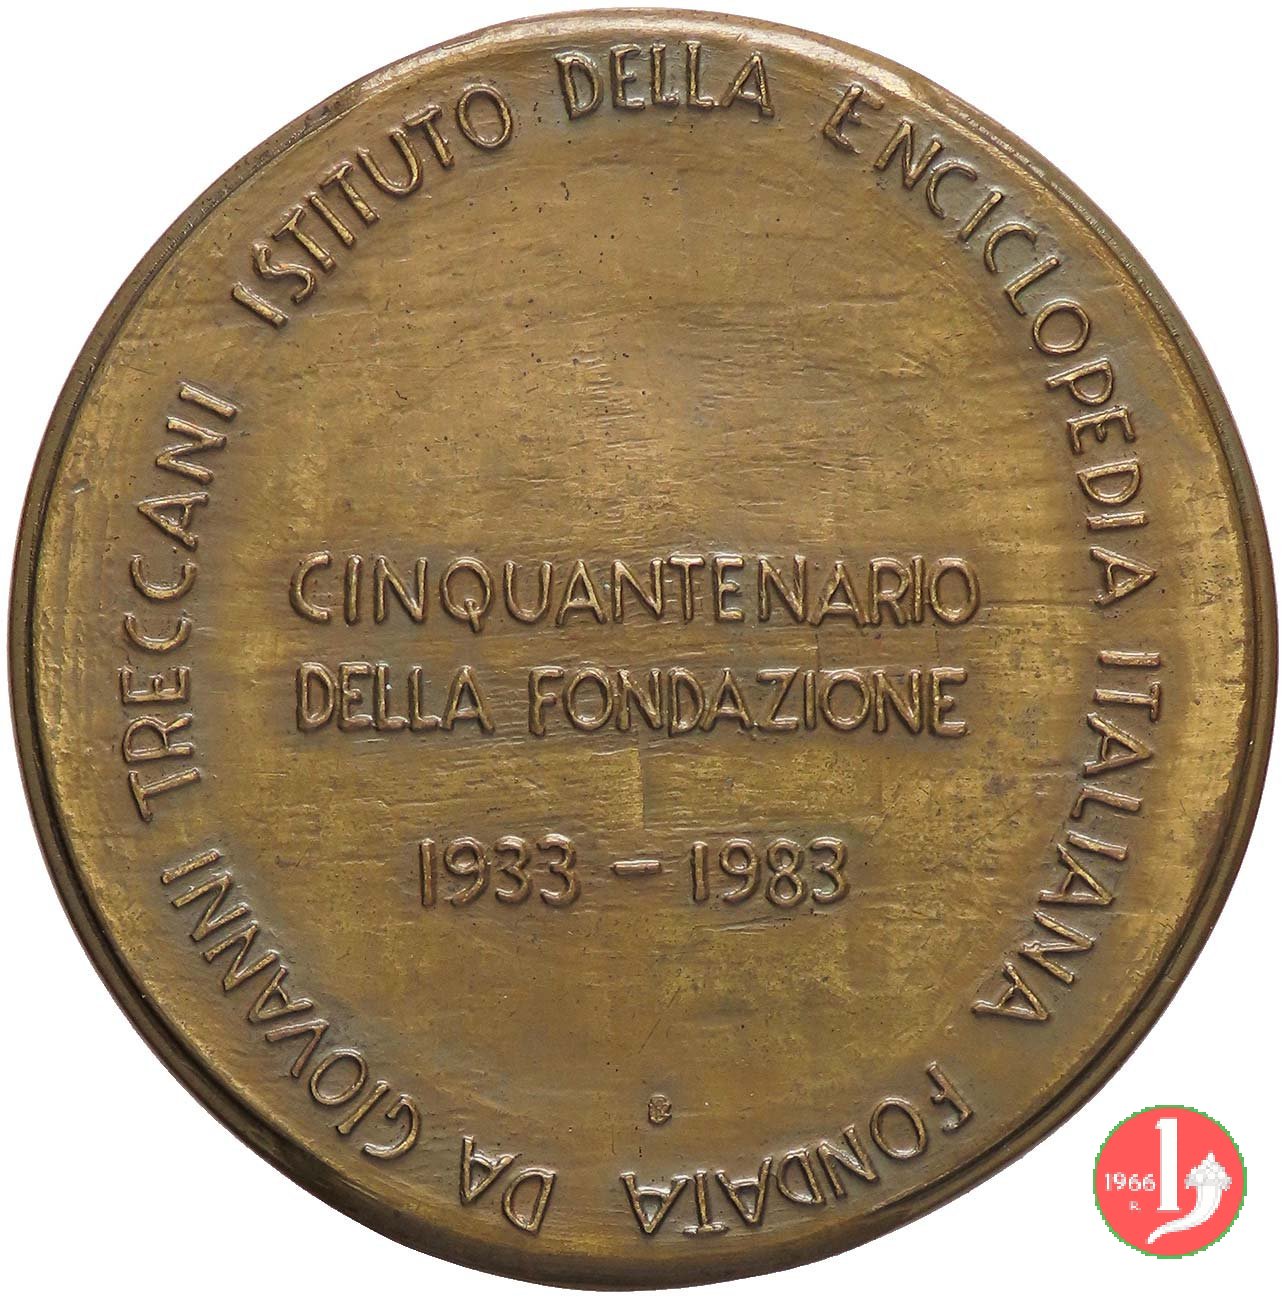 ISTITUTO DELLA ENCICLOPEDIA ITALIANA FONDATA DA GIOVANNI TRECCANI
CINQUANTENARIO
DELLA FONDAZIONE
1933 - 1983
1966
R.